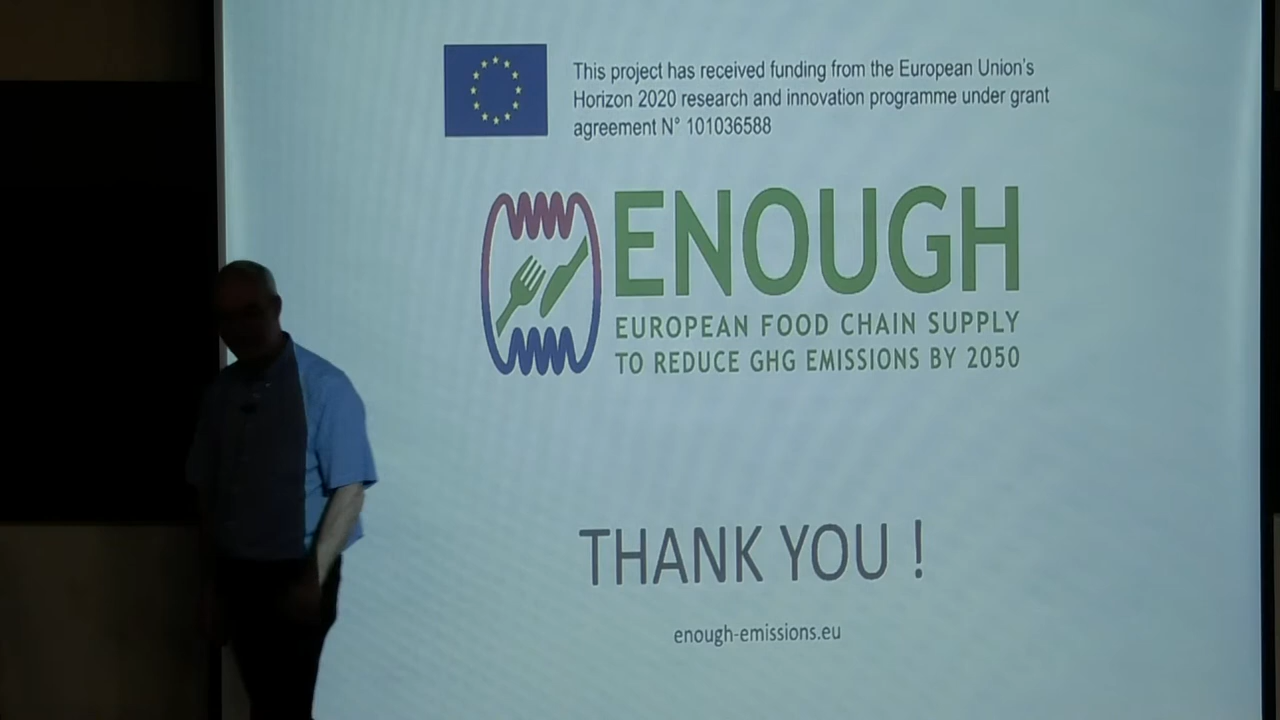 This project has received funding from the European Union's
Horizon 2020 research and innovation programme under grant
agreement N° 101036588
ENOUGH
EUROPEAN FOOD CHAIN SUPPLY
TO REDUCE GHG EMISSIONS BY 2050
THANK YOU !
enough-emissions.eu